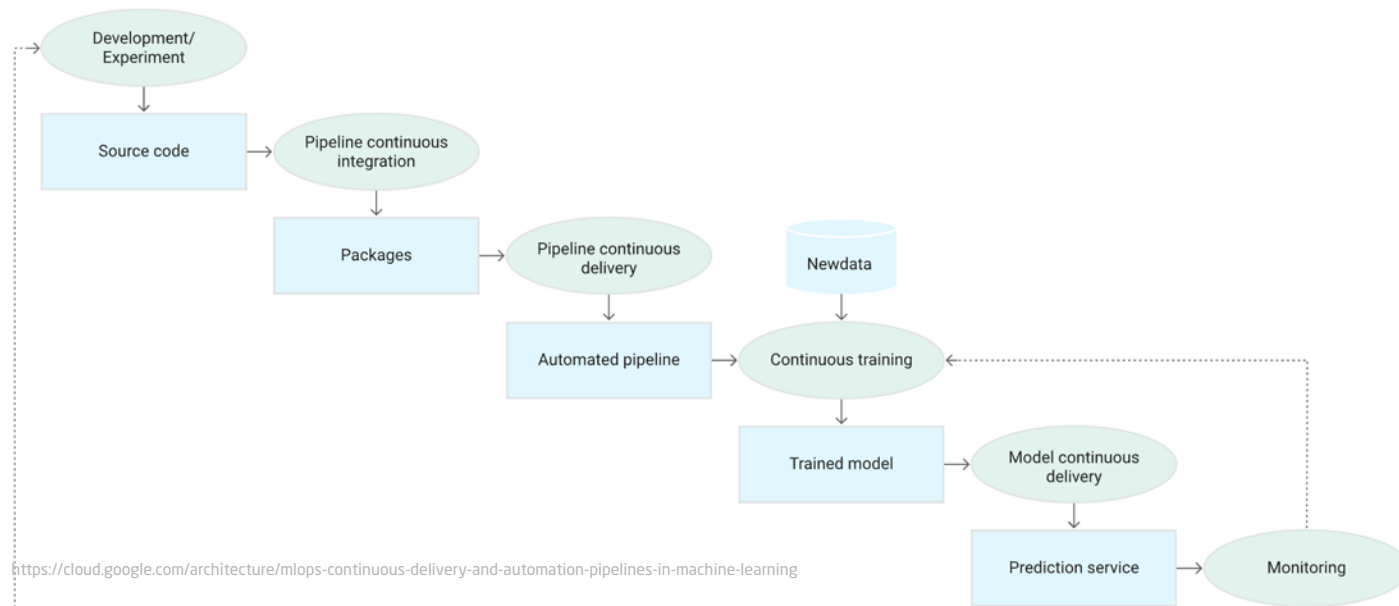 Development/
Experiment
Source code
Pipeline continuous
integration
Packages
Pipeline continuous
delivery
Newdata
Automated pipeline
Continuous training
Trained model
Model continuous
delivery
Prediction service
Monitoring
https://cloud.google.com/architecture/mlops-continuous-delivery-and-automation-pipelines-in-machine-learning